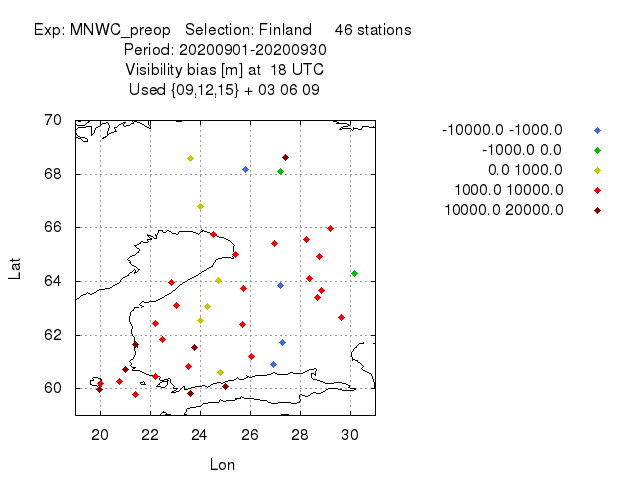 Exp: MNWC_preop   Selection: Finland     46 stations
Period: 20200901-20200930
Visibility bias [m] at  18 UTC
Used {09,12,15} + 03 06 09
-10000.0 -1000.0
-1000.0 0.0
0.0 1000.0
1000.0 10000.0
10000.0 20000.0
70
68
66
64
62
60
Lat
20 22 24 26 28 30
Lon